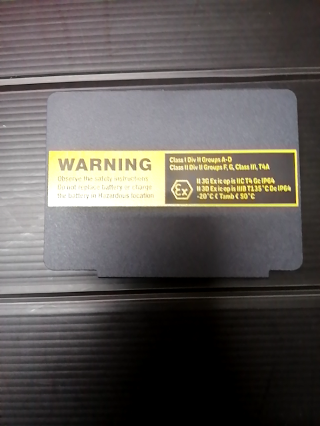 WARNING
Observe the safety instructions
Do not replace battery or charge
the battery in hazardous location
Class I Div II Groups A-D
Class II Div II Groups F, G, Class III, T4A
Ex
II 3G Ex ic op is IIC T4 Gc IP64
II 3D Ex ic op is IIIB T135°C Dc IP64
-20°C < Tamb < 50°C